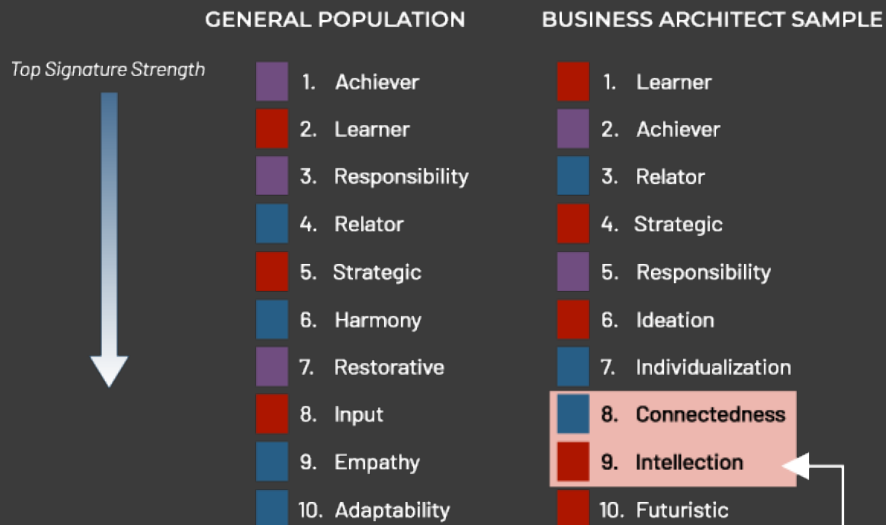 GENERAL POPULATION
BUSINESS ARCHITECT SAMPLE
Top Signature Strength
1. Achiever
2. Learner
3. Responsibility
4. Relator
5. Strategic
6. Harmony
7. Restorative
8. Input
9. Empathy
10. Adaptability
1. Learner
2. Achiever
3. Relator
4. Strategic
5. Responsibility
6. Ideation
7. Individualization
8. Connectedness
9. Intellection
10. Futuristic